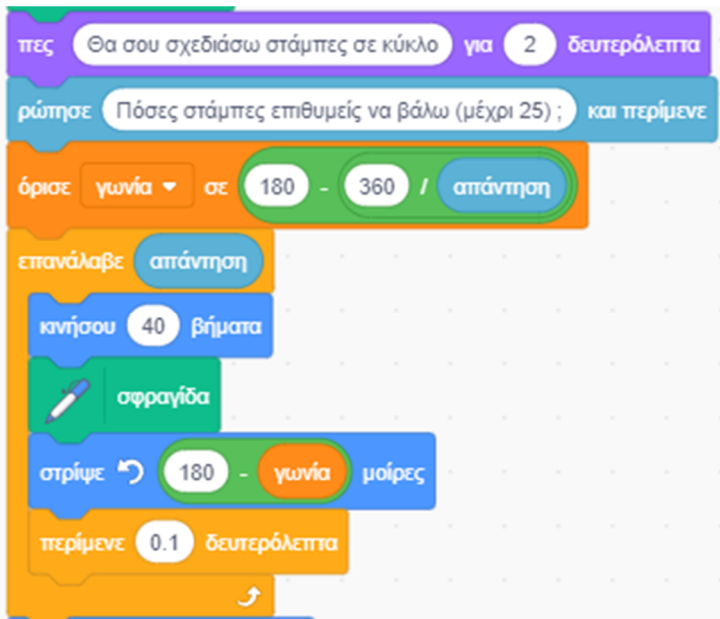 πες Θα σου σχεδιάσω στάμπες σε κύκλο για 2 δευτερόλεπτα
ρώτησε Πόσες στάμπες επιθυμείς να βάλω (μέχρι 25) ; και περίμενε
όρισε γωνία σε 180 - 360 / απάντηση
επανάλαβε απάντηση
κινήσου 40 βήματα
σφραγίδα
στρίψε 180 - γωνία μοίρες
περίμενε 0.1 δευτερόλεπτα